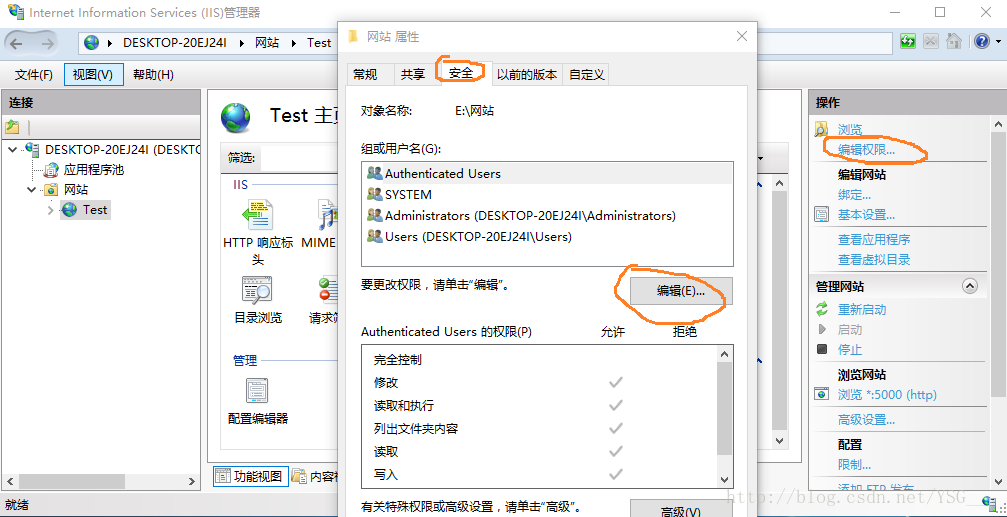 Internet Information Services (IIS)管理器
DESKTOP-20EJ24I
网站
Test
文件(F)
视图(V)
帮助(H)
连接
DESKTOP-20EJ24I (DESKTO
应用程序池
网站
Test
Test 主页
筛选:
IIS
HTTP 响应标
头
MIME
目录浏览
请求筛
管理
配置编辑器
功能视图
内容视
就绪
网站 属性
常规
共享
安全
以前的版本
自定义
对象名称:
E:\网站
组或用户名(G):
Authenticated Users
SYSTEM
Administrators (DESKTOP-20EJ24I\Administrators)
Users (DESKTOP-20EJ24I\Users)
要更改权限，请单击"编辑"。
编辑(E)...
Authenticated Users 的权限(P)
允许
拒绝
完全控制
修改
读取和执行
列出文件夹内容
读取
写入
有关特殊权限或高级设置，请单击"高级"。
高级(V)
操作
浏览
编辑权限...
编辑网站
绑定...
基本设置...
查看应用程序
查看虚拟目录
管理网站
重新启动
启动
停止
浏览网站
浏览 *:5000 (http)
高级设置...
配置
限制...
添加 FTP 发布
http://blog.csdn.net/YSG_